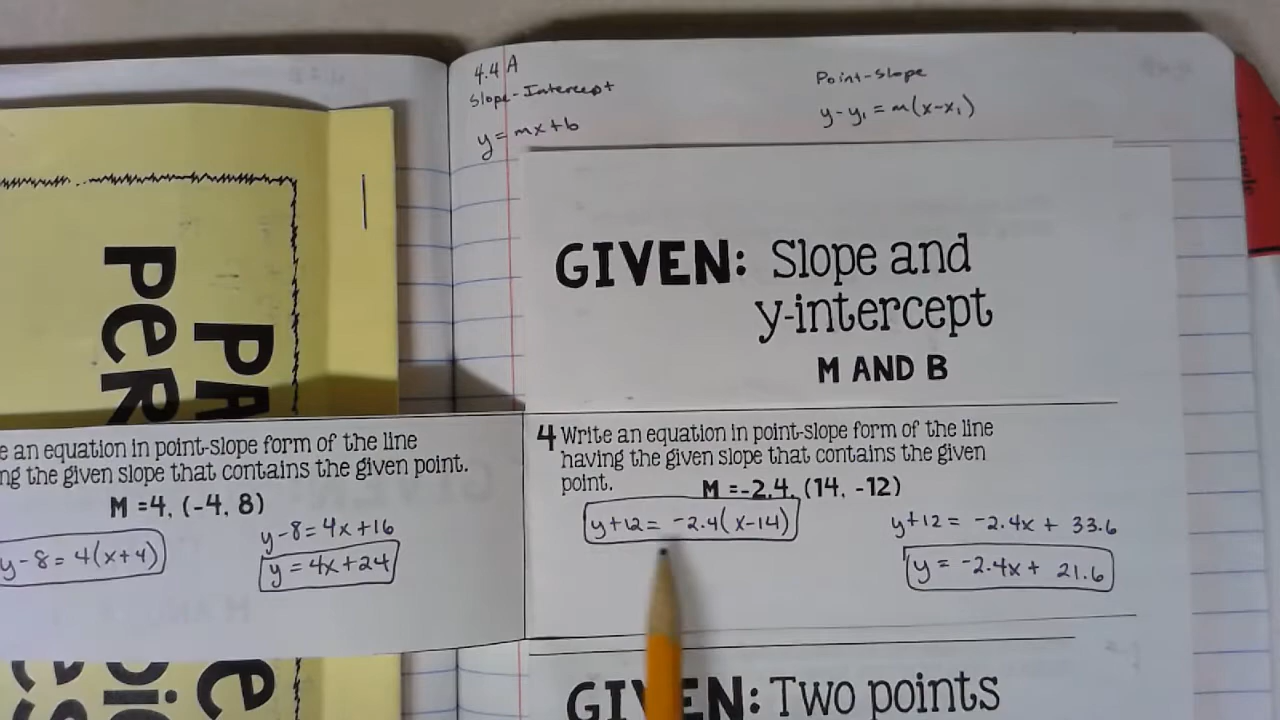 4.4 A
Slope-Intercept
y = mx+b
Point-Slope
y-y₁ = m(x-x₁)
GIVEN: Slope and
y-intercept
M AND B
e an equation in point-slope form of the line
ng the given slope that contains the given point.
M =4, (-4, 8)
y-8 = 4(x+4)
y-8 = 4x+16
y = 4x+24
4 Write an equation in point-slope form of the line
having the given slope that contains the given
point.
M =-2.4, (14, -12)
y+12 = -2.4(x-14)
y+12 = -2.4x + 33.6
y = -2.4x + 21.6
GIVEN: Two points
PA
PeR